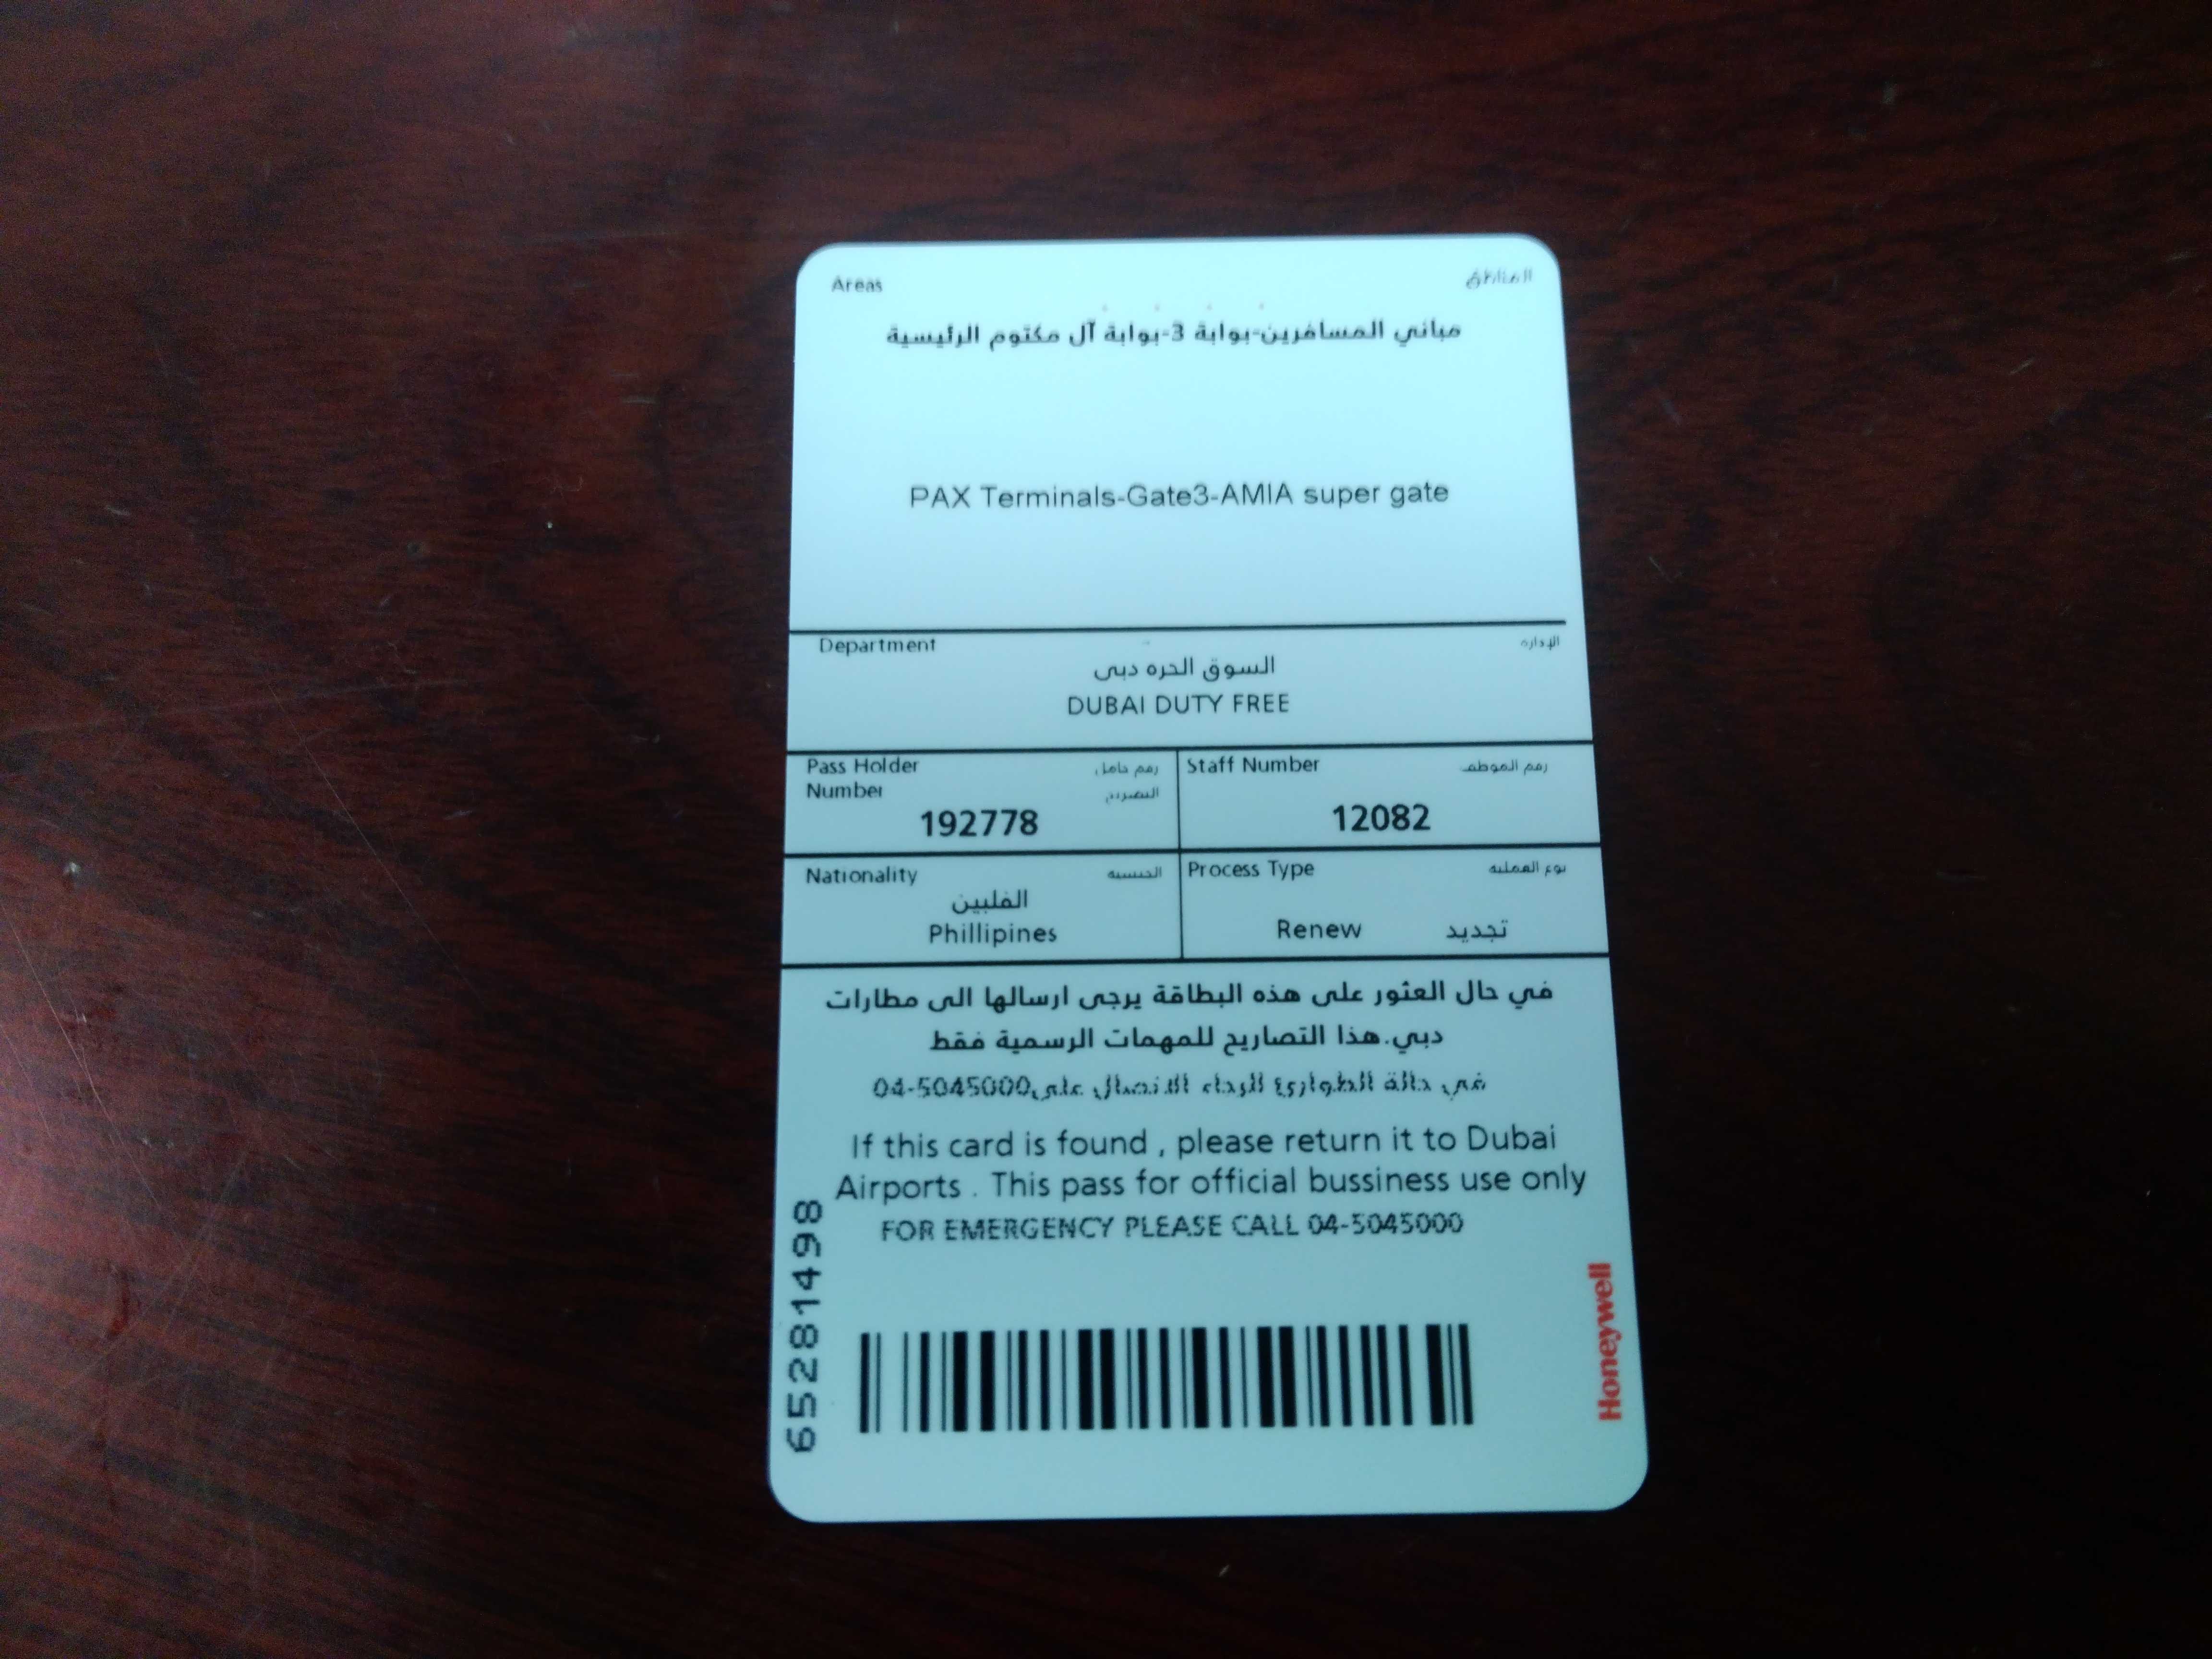 Areas المناطق
مباني المسافرين-بوابة 3-بوابة آل مكتوم الرئيسية
PAX Terminals-Gate3-AMIA super gate
Department الإدارة
السوق الحره دبى
DUBAI DUTY FREE
Pass Holder رقم حامل
Number التصريح
192778
Staff Number رقم الموظف
12082
Nationality الجنسية
الفلبين
Phillipines
Process Type نوع العملية
Renew تجديد
في حال العثور على هذه البطاقة يرجى ارسالها الى مطارات
دبي.هذا التصاريح للمهمات الرسمية فقط
في حالة الطوارئ الرجاء الاتصال على04-5045000
If this card is found , please return it to Dubai
Airports . This pass for official bussiness use only
FOR EMERGENCY PLEASE CALL 04-5045000
65281498
Honeywell